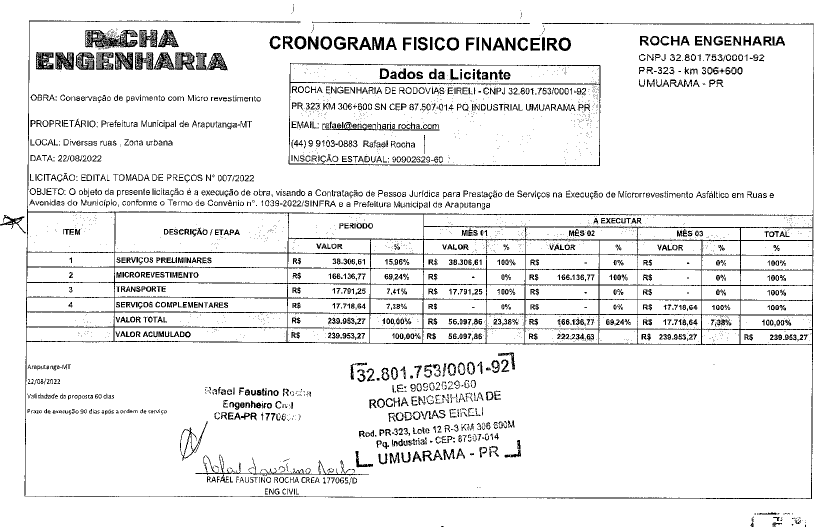 ROCHA
ENGENHARIA
CRONOGRAMA FISICO FINANCEIRO
ROCHA ENGENHARIA
CNPJ 32.801.753/0001-92
PR-323 - km 306+600
UMUARAMA - PR
Dados da Licitante
ROCHA ENGENHARIA DE RODOVIAS EIRELI - CNPJ 32.801.753/0001-92
PR 323 KM 306+600 SN CEP 87.507-014 PQ INDUSTRIAL UMUARAMA PR
EMAIL: rafael@engenharia.rocha.com
(44) 9 9103-0883 Rafael Rocha
INSCRIÇÃO ESTADUAL: 90902629-60
OBRA: Conservação de pavimento com Micro revestimento
PROPRIETÁRIO: Prefeitura Municipal de Araputanga-MT
LOCAL: Diversas ruas , Zona urbana
DATA: 22/08/2022
LICITAÇÃO: EDITAL TOMADA DE PREÇOS Nº 007/2022
OBJETO: O objeto da presente licitação é a execução de obra, visando a Contratação de Pessoa Jurídica para Prestação de Serviços na Execução de Microrrevestimento Asfáltico em Ruas e
Avenidas do Município, conforme o Termo de Convênio nº. 1039-2022/SINFRA e a Prefeitura Municipal de Araputanga
ITEM DESCRIÇÃO / ETAPA PERIODO A EXECUTAR
MÊS 01 MÊS 02 MÊS 03 TOTAL
VALOR % VALOR % VALOR % VALOR % %
1 SERVIÇOS PRELIMINARES R$ 38.306,61 15,96% R$ 38.306,61 100% R$ - 0% R$ - 0% 100%
2 MICROREVESTIMENTO R$ 166.136,77 69,24% R$ - 0% R$ 166.136,77 100% R$ - 0% 100%
3 TRANSPORTE R$ 17.791,25 7,41% R$ 17.791,25 100% R$ - 0% R$ - 0% 100%
4 SERVIÇOS COMPLEMENTARES R$ 17.718,64 7,38% R$ - 0% R$ - 0% R$ 17.718,64 100% 100%
VALOR TOTAL R$ 239.953,27 100,00% R$ 56.097,86 23,38% R$ 166.136,77 69,24% R$ 17.718,64 7,38% 100,00%
VALOR ACUMULADO R$ 239.953,27 100,00% R$ 56.097,86 R$ 222.234,63 R$ 239.953,27 R$ 239.953,27
Araputanga-MT
22/08/2022
Validadade da proposta 60 dias
Prazo de execução 90 dias após a ordem de serviço
Rafael Faustino Rocha
Engenheiro Civil
CREA-PR 177065/D
Rafael Faustino Rocha
RAFAEL FAUSTINO ROCHA CREA 177065/D
ENG CIVIL
32.801.753/0001-92
I.E: 90902629-60
ROCHA ENGENHARIA DE
RODOVIAS EIRELI
Rod. PR-323, Lote 12 R-3 KM 306 600M
Pq. Industrial - CEP: 87507-014
UMUARAMA - PR